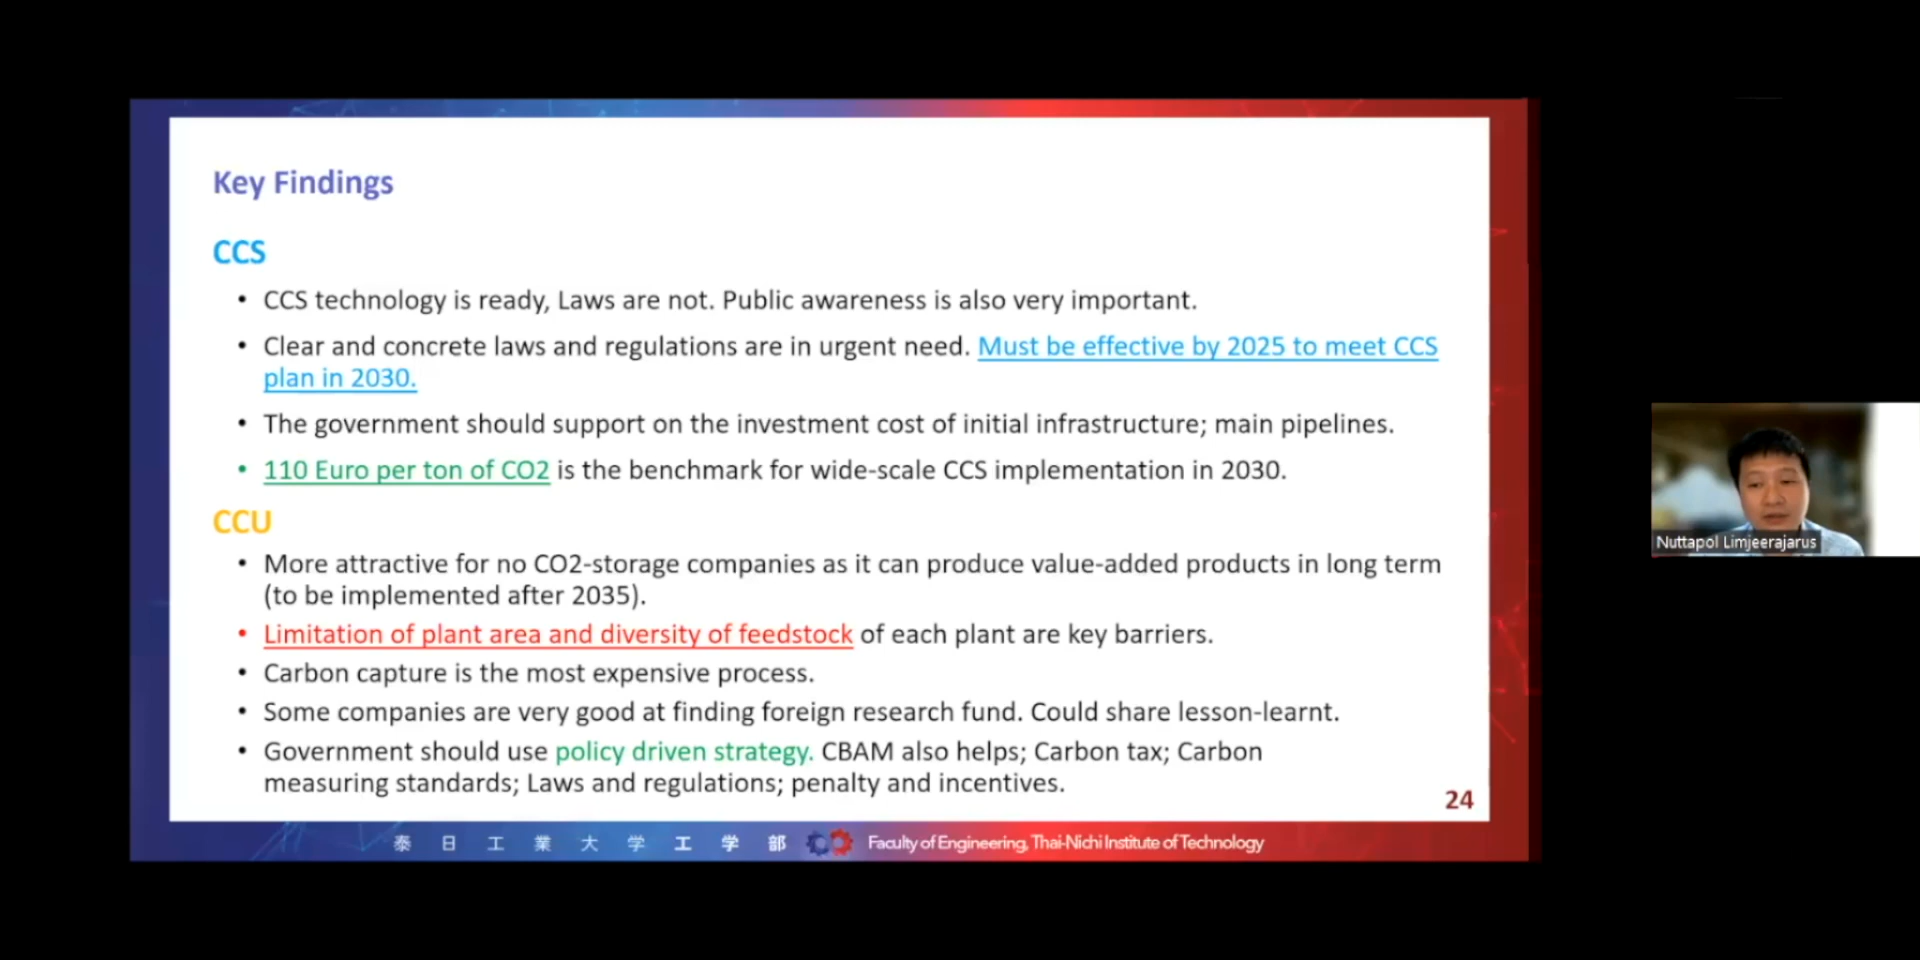 Key Findings
CCS
• CCS technology is ready, Laws are not. Public awareness is also very important.
• Clear and concrete laws and regulations are in urgent need. Must be effective by 2025 to meet CCS
plan in 2030.
• The government should support on the investment cost of initial infrastructure; main pipelines.
• 110 Euro per ton of CO2 is the benchmark for wide-scale CCS implementation in 2030.
CCU
• More attractive for no CO2-storage companies as it can produce value-added products in long term
(to be implemented after 2035).
• Limitation of plant area and diversity of feedstock of each plant are key barriers.
• Carbon capture is the most expensive process.
• Some companies are very good at finding foreign research fund. Could share lesson-learnt.
• Government should use policy driven strategy. CBAM also helps; Carbon tax; Carbon
measuring standards; Laws and regulations; penalty and incentives.
24
泰日工業大学工学部 Faculty of Engineering, Thai-Nichi Institute of Technology
Nuttapol Limjeerajarus